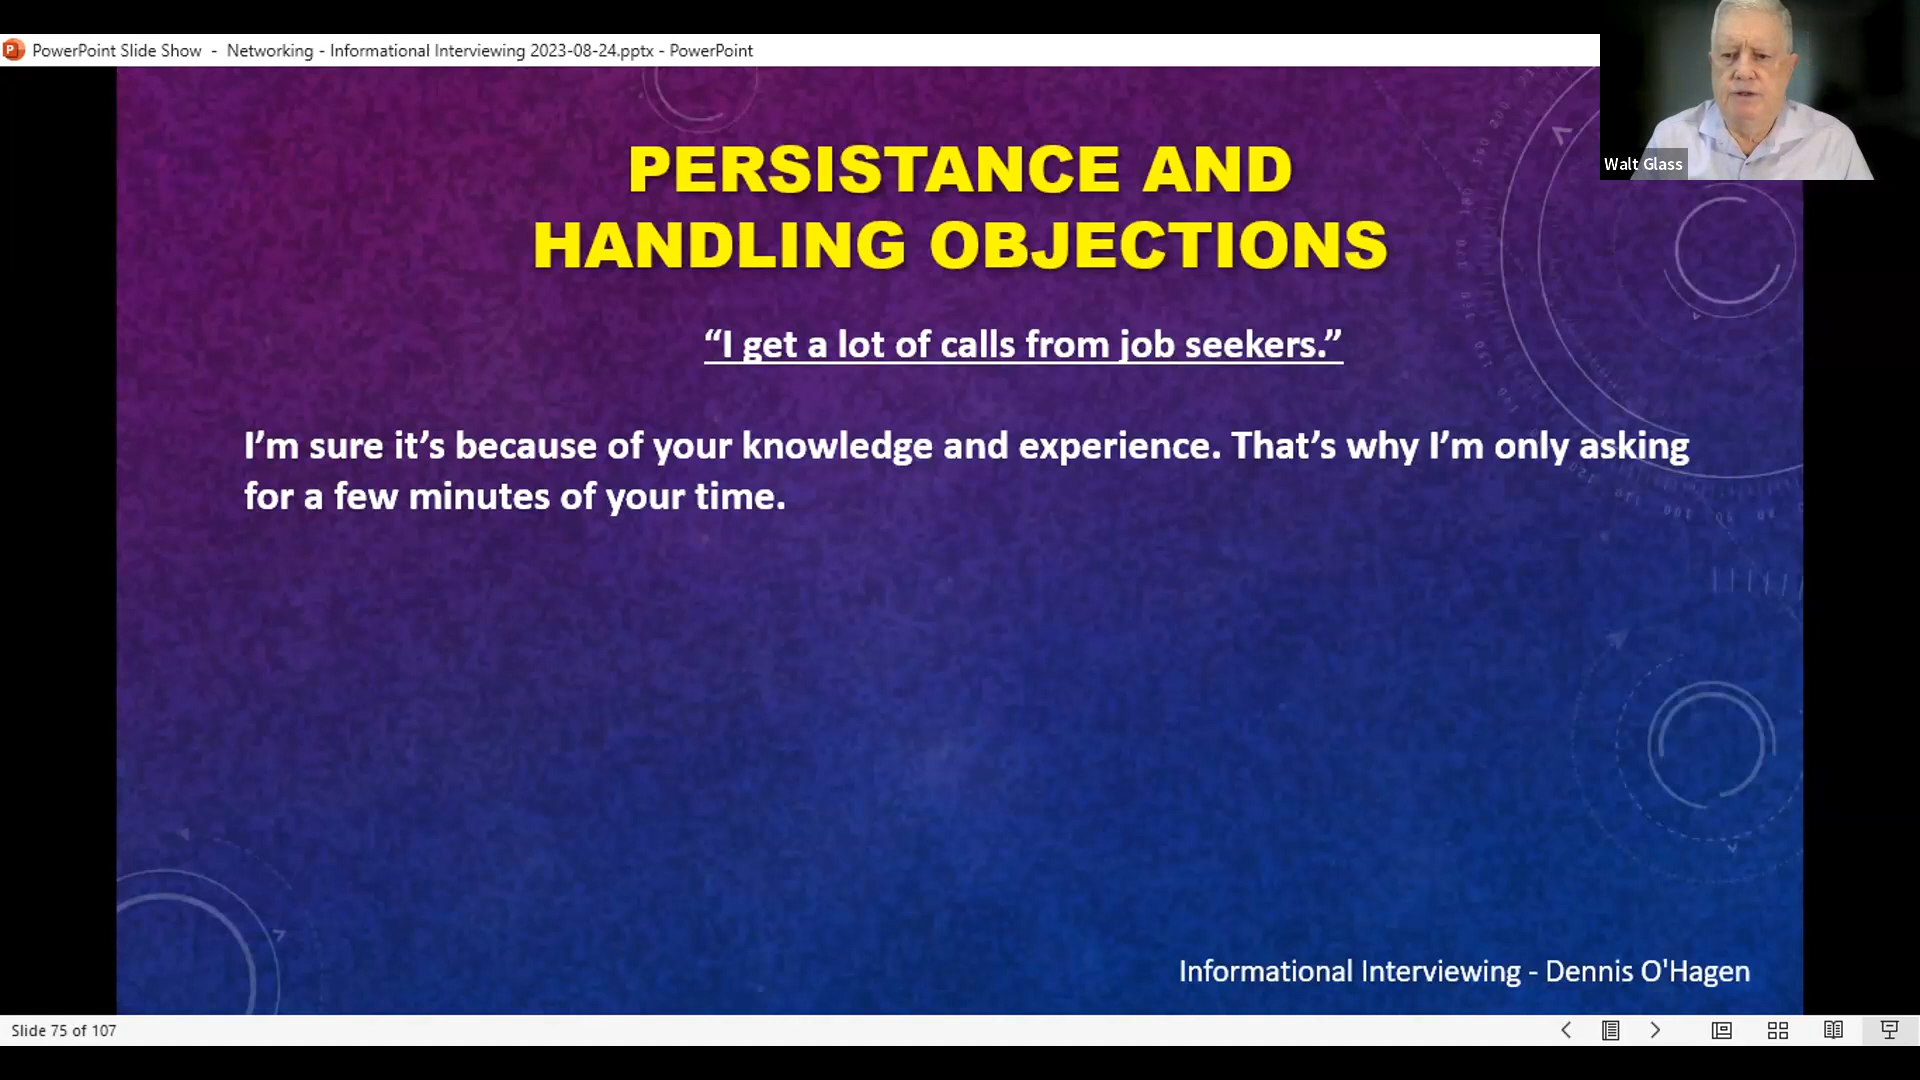 PowerPoint Slide Show - Networking - Informational Interviewing 2023-08-24.pptx - PowerPoint
Walt Glass
PERSISTANCE AND
HANDLING OBJECTIONS
“I get a lot of calls from job seekers.”
I’m sure it’s because of your knowledge and experience. That’s why I’m only asking
for a few minutes of your time.
Informational Interviewing - Dennis O'Hagen
Slide 75 of 107